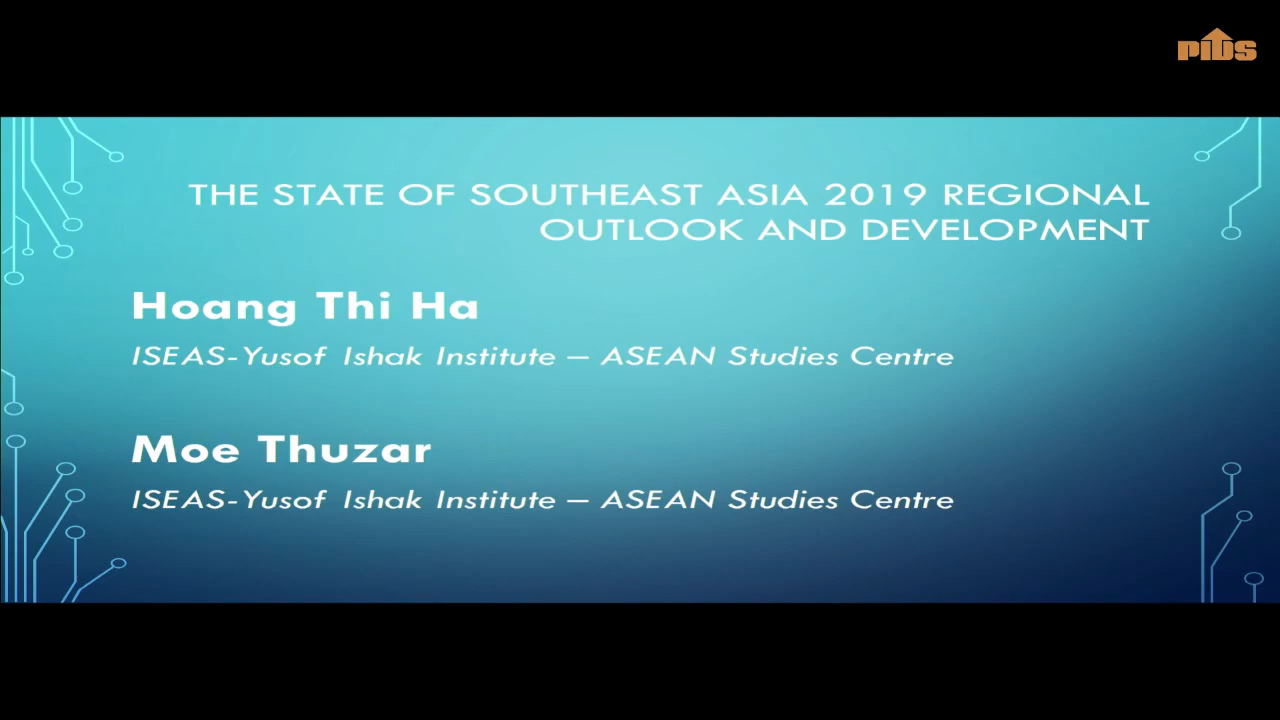 PIDS
THE STATE OF SOUTHEAST ASIA 2019 REGIONAL
OUTLOOK AND DEVELOPMENT
Hoang Thi Ha
ISEAS-Yusof Ishak Institute – ASEAN Studies Centre
Moe Thuzar
ISEAS-Yusof Ishak Institute – ASEAN Studies Centre